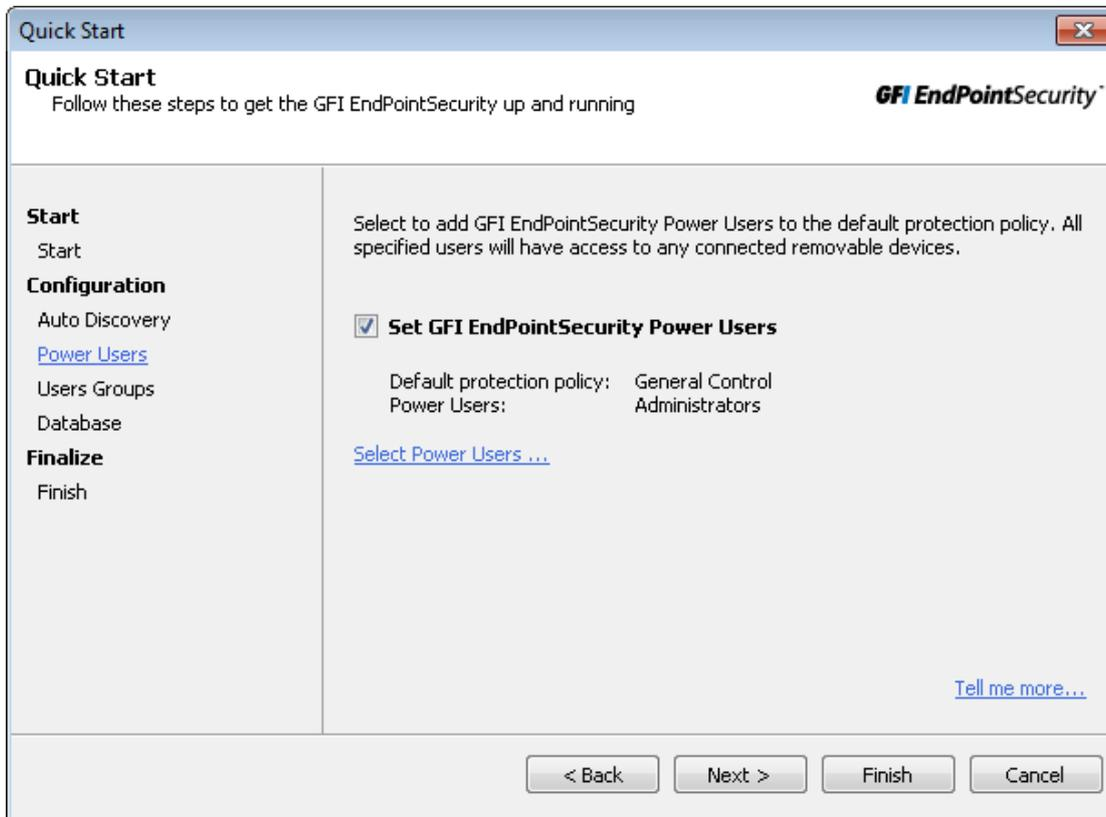 Quick Start
Quick Start
Follow these steps to get the GFI EndPointSecurity up and running
GFI EndPointSecurity
Start
Start
Configuration
Auto Discovery
Power Users
Users Groups
Database
Finalize
Finish
Select to add GFI EndPointSecurity Power Users to the default protection policy. All
specified users will have access to any connected removable devices.
Set GFI EndPointSecurity Power Users
Default protection policy: General Control
Power Users: Administrators
Select Power Users ...
Tell me more...
< Back
Next >
Finish
Cancel